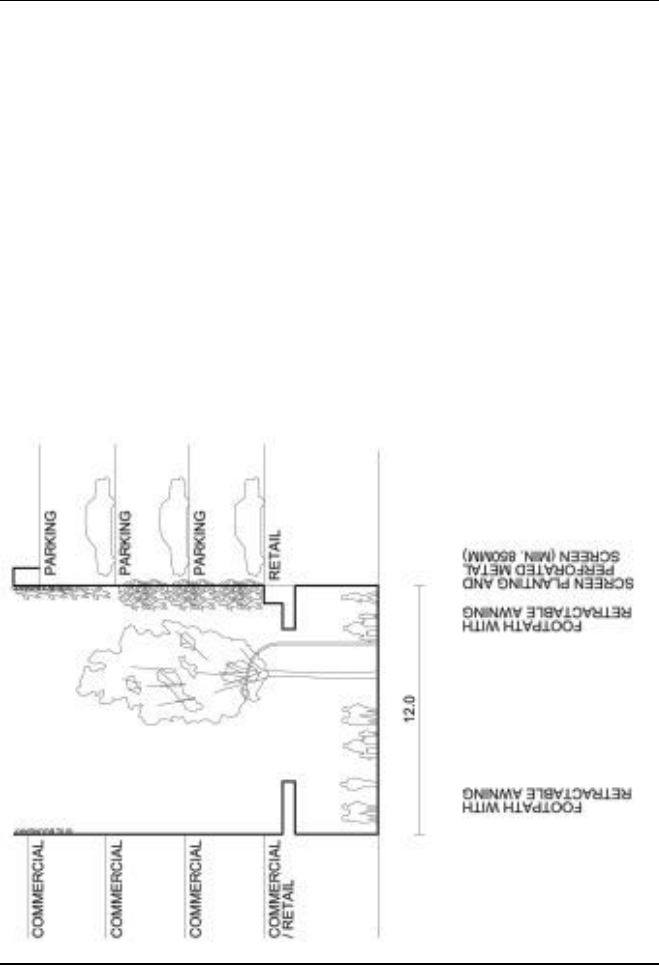 PARKING
PARKING
PARKING
RETAIL
COMMERCIAL
COMMERCIAL
COMMERCIAL
COMMERCIAL
/ RETAIL
12.0
FOOTPATH WITH
RETRACTABLE AWNING
FOOTPATH WITH
RETRACTABLE AWNING
SCREEN PLANTING AND
PERFORATED METAL
SCREEN (MIN. 850MM)